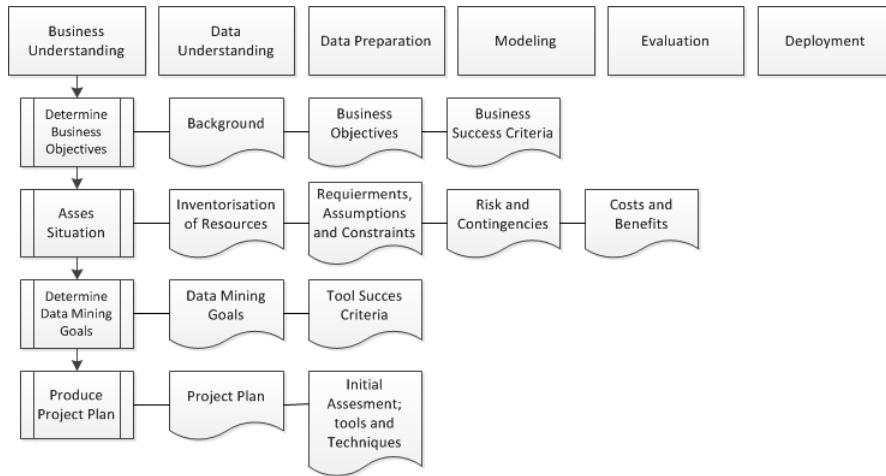 Business
Understanding
Data
Understanding
Data Preparation
Modeling
Evaluation
Deployment
Determine
Business
Objectives
Background
Business
Objectives
Business
Success Criteria
Asses
Situation
Inventorisation
of Resources
Requierments,
Assumptions
and Constraints
Risk and
Contingencies
Costs and
Benefits
Determine
Data Mining
Goals
Data Mining
Goals
Tool Succes
Criteria
Produce
Project Plan
Project Plan
Initial
Assesment;
tools and
Techniques